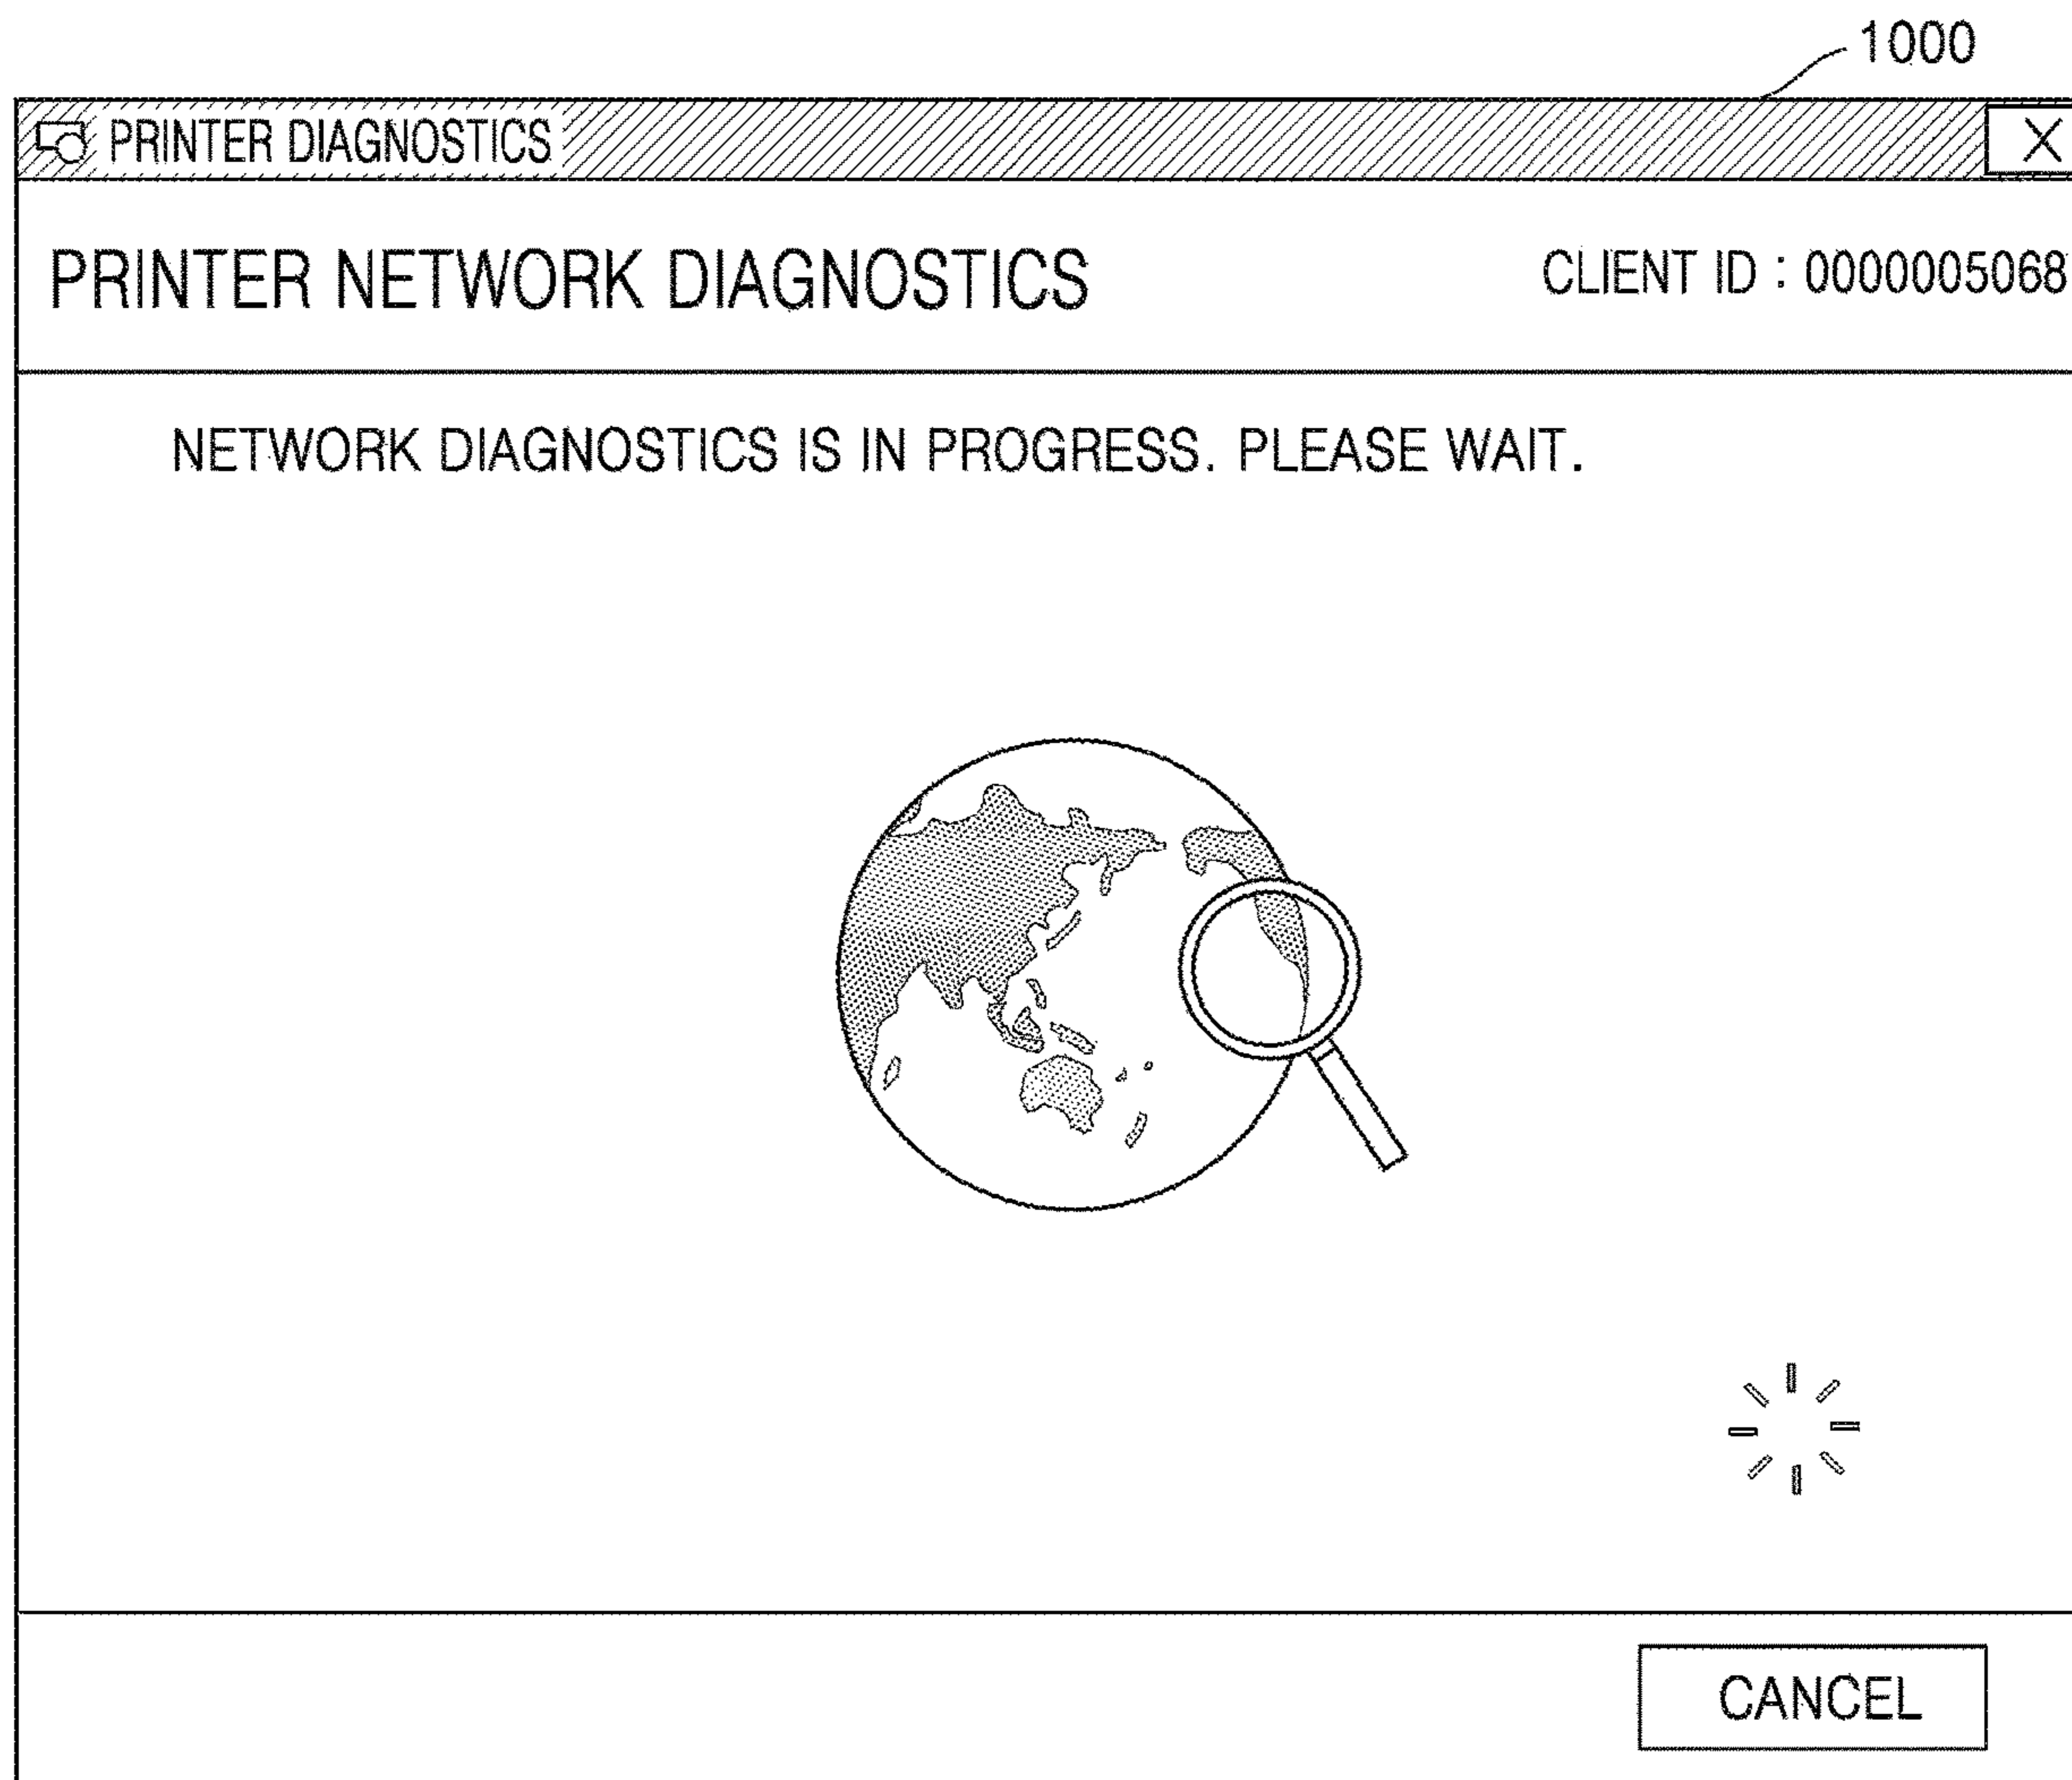 1000
PRINTER DIAGNOSTICS X
PRINTER NETWORK DIAGNOSTICS CLIENT ID : 0000005068
NETWORK DIAGNOSTICS IS IN PROGRESS. PLEASE WAIT.
CANCEL